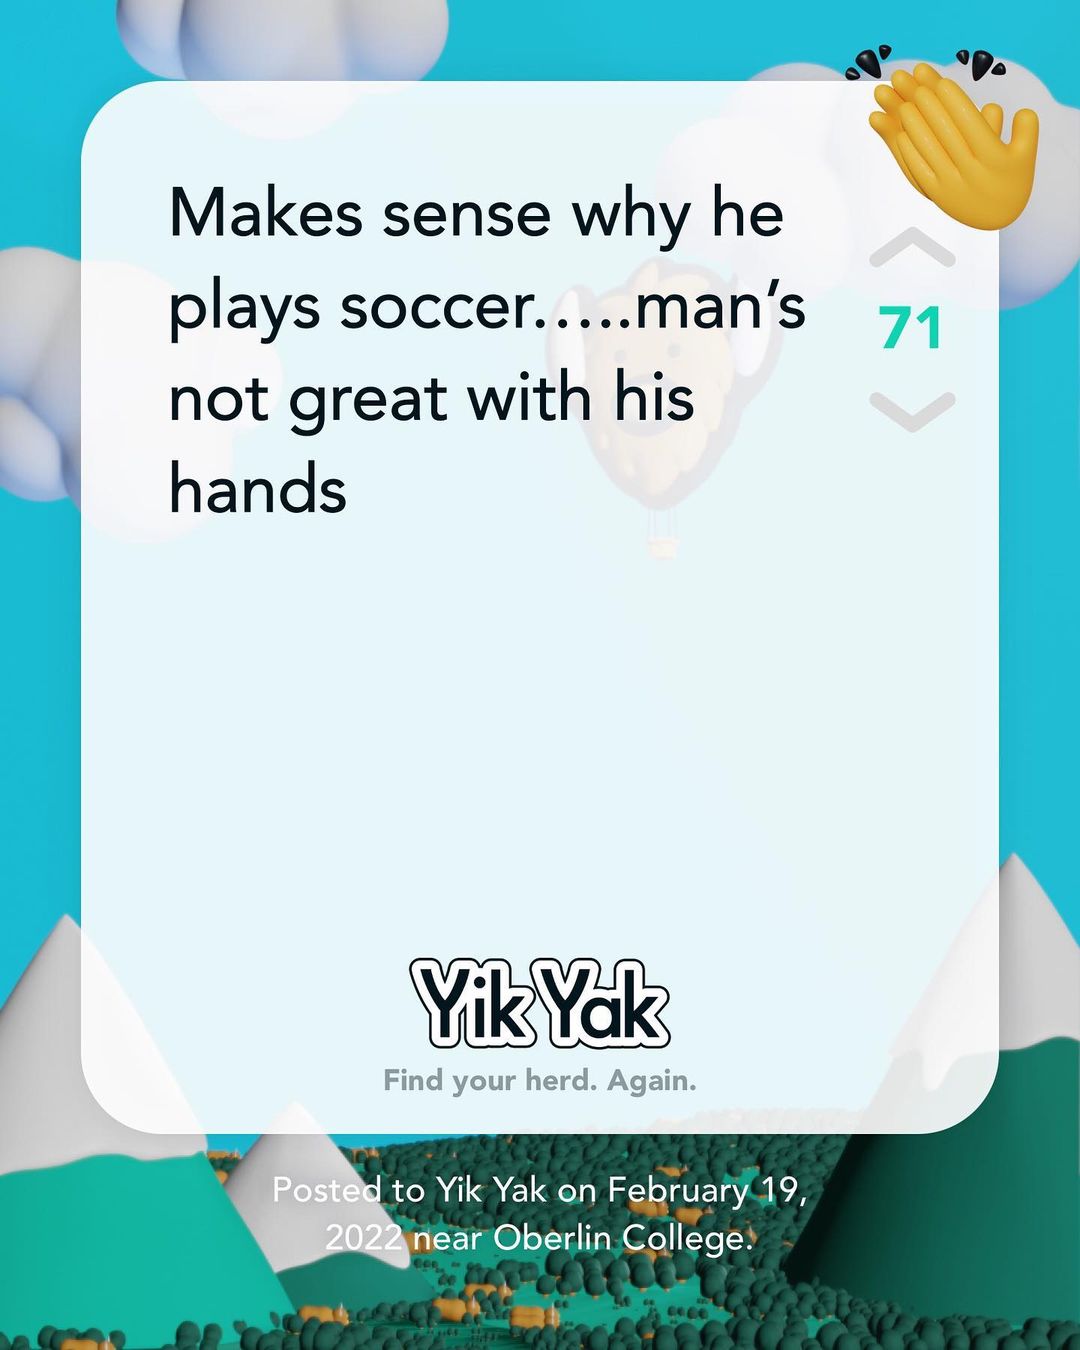 Makes sense why he
plays soccer.....man’s
not great with his
hands
71
Yik Yak
Find your herd. Again.
Posted to Yik Yak on February 19,
2022 near Oberlin College.